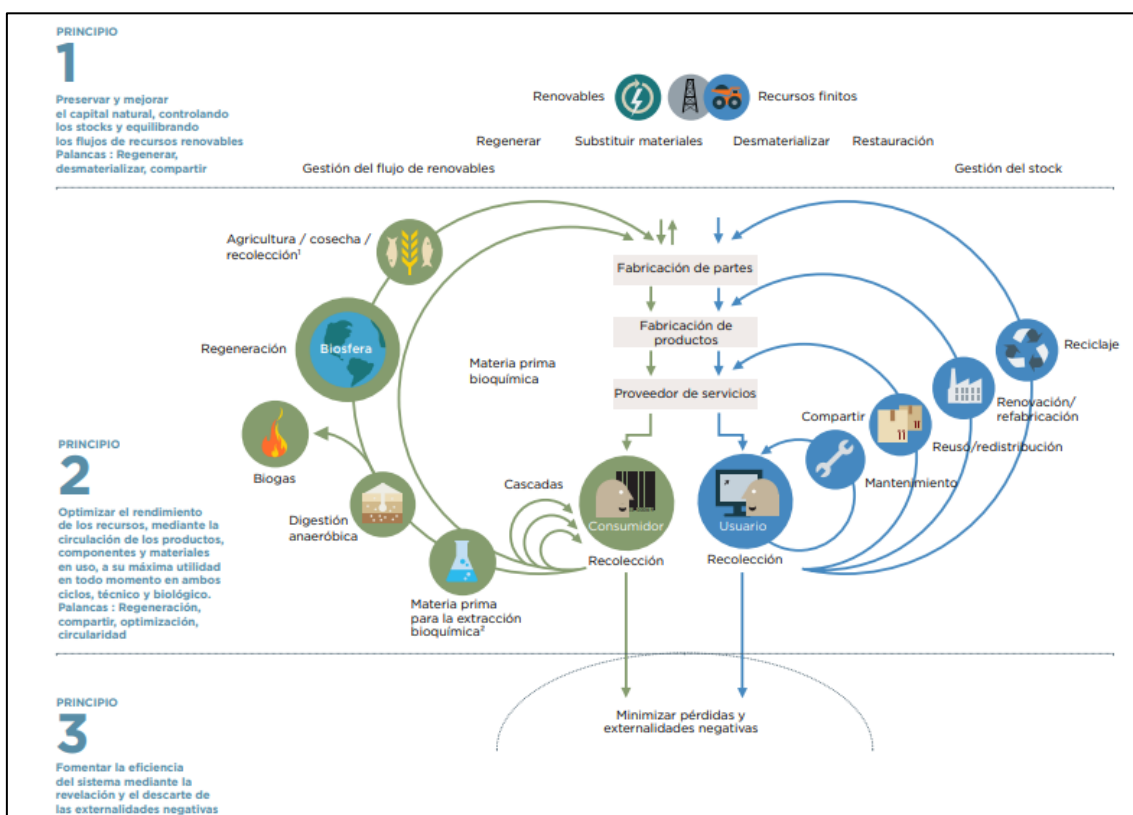 PRINCIPIO
1
Preservar y mejorar
el capital natural, controlando
los stocks y equilibrando
los flujos de recursos renovables
Palancas : Regenerar,
desmaterializar, compartir
Renovables
Recursos finitos
Regenerar
Substituir materiales
Desmaterializar
Restauración
Gestión del flujo de renovables
Gestión del stock
Agricultura / cosecha /
recolección¹
Regeneración
Biosfera
Biogas
Digestión
anaeróbica
Materia prima
para la extracción
bioquímica²
Materia prima
bioquímica
Cascadas
Fabricación de partes
Fabricación de
productos
Proveedor de servicios
Consumidor
Recolección
Usuario
Recolección
Compartir
Mantenimiento
Reuso/redistribución
Renovación/
refabricación
Reciclaje
PRINCIPIO
2
Optimizar el rendimiento
de los recursos, mediante la
circulación de los productos,
componentes y materiales
en uso, a su máxima utilidad
en todo momento en ambos
ciclos, técnico y biológico.
Palancas : Regeneración,
compartir, optimización,
circularidad
PRINCIPIO
3
Fomentar la eficiencia
del sistema mediante la
revelación y el descarte de
las externalidades negativas
Minimizar pérdidas y
externalidades negativas